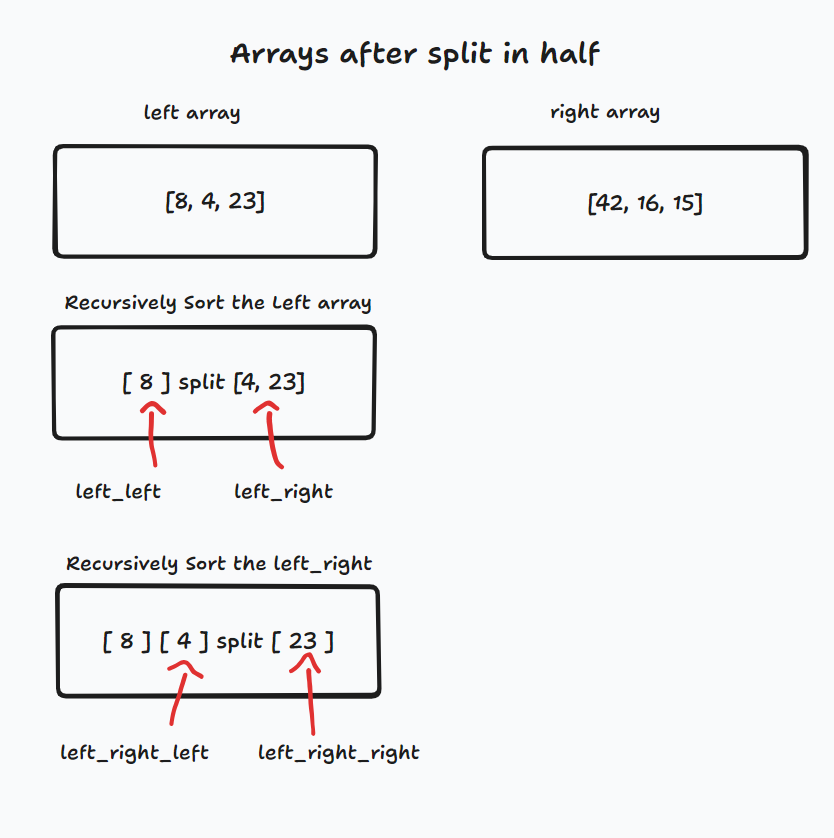 Arrays after split in half
left array
right array
[8, 4, 23]
[42, 16, 15]
Recursively Sort the Left array
[ 8 ] split [4, 23]
left_left
left_right
Recursively Sort the left_right
[ 8 ] [ 4 ] split [ 23 ]
left_right_left
left_right_right